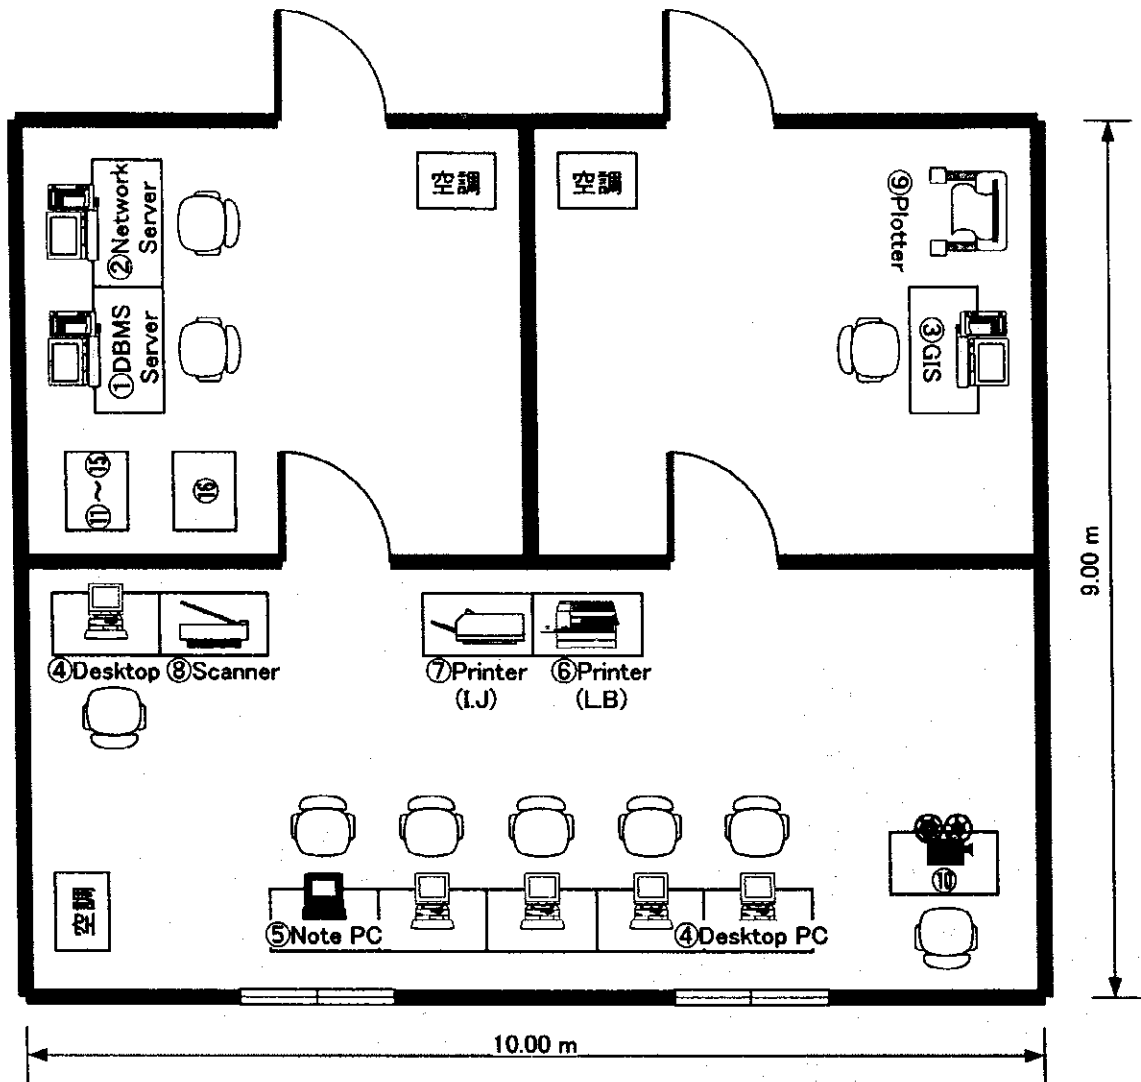 空調
空調
②Network
Server
⑨Plotter
①DBMS
Server
③GIS
⑪～⑮
⑯
9.00 m
④Desktop
⑧Scanner
⑦Printer
(I.J)
⑥Printer
(L.B)
空調
⑩
⑤Note PC
④Desktop PC
10.00 m